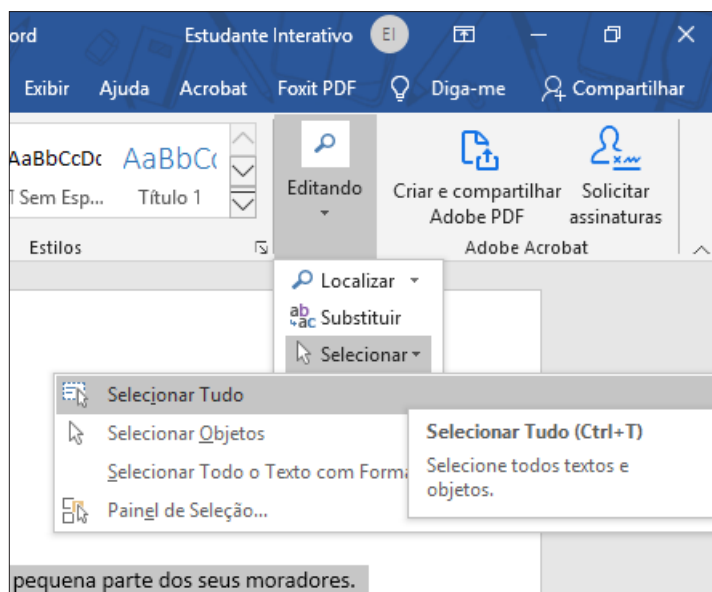 ord Estudante Interativo EI
Exibir Ajuda Acrobat Foxit PDF Diga-me Compartilhar
AaBbCcDc AaBbC
Sem Esp... Título 1
Editando
Criar e compartilhar
Adobe PDF
Solicitar
assinaturas
Estilos
Adobe Acrobat
Localizar
ab
ac Substituir
Selecionar
Selecionar Tudo
Selecionar Objetos
Selecionar Todo o Texto com Forma
Painel de Seleção...
Selecionar Tudo (Ctrl+T)
Selecione todos textos e
objetos.
pequena parte dos seus moradores.